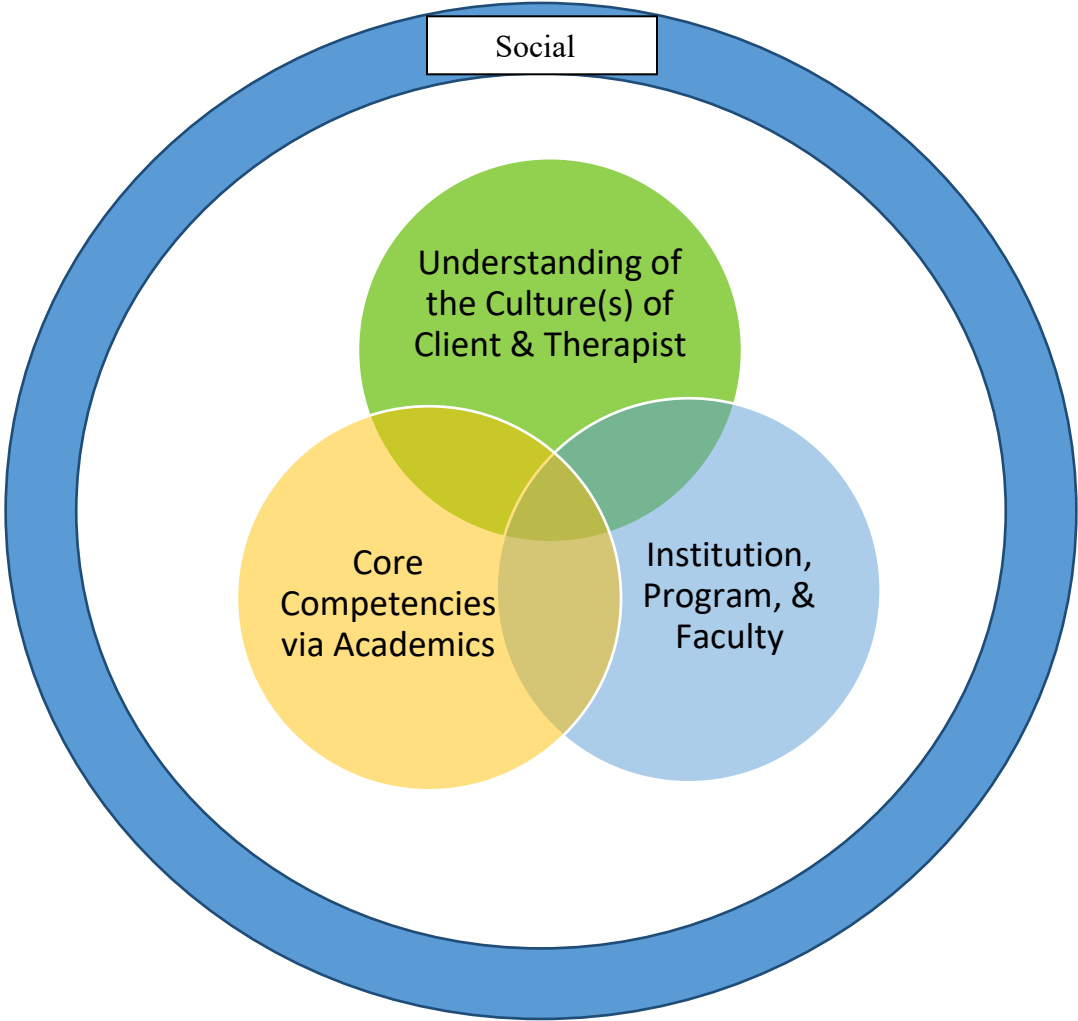 Social
Understanding of
the Culture(s) of
Client & Therapist
Core
Competencies
via Academics
Institution,
Program, &
Faculty